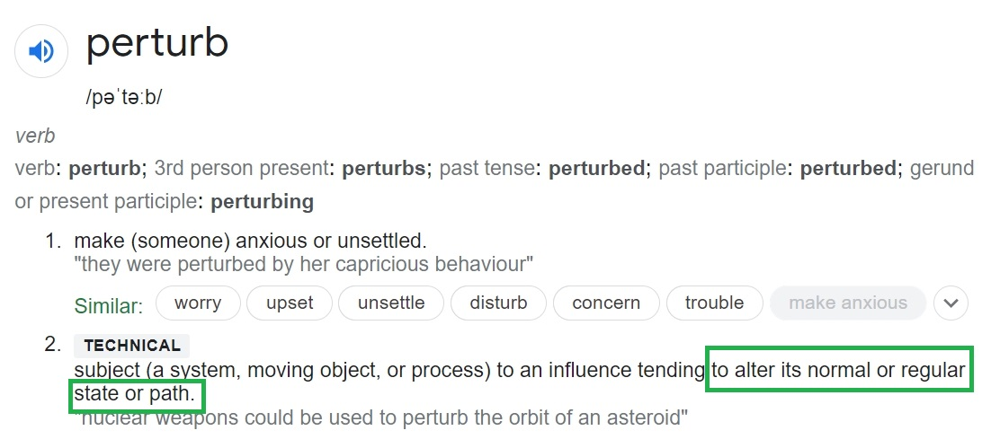 perturb
/pəˈtəːb/
verb
verb: perturb; 3rd person present: perturbs; past tense: perturbed; past participle: perturbed; gerund
or present participle: perturbing
1. make (someone) anxious or unsettled.
"they were perturbed by her capricious behaviour"
Similar: worry upset unsettle disturb concern trouble make anxious
2. TECHNICAL
subject (a system, moving object, or process) to an influence tending to alter its normal or regular
state or path.
"nuclear weapons could be used to perturb the orbit of an asteroid"